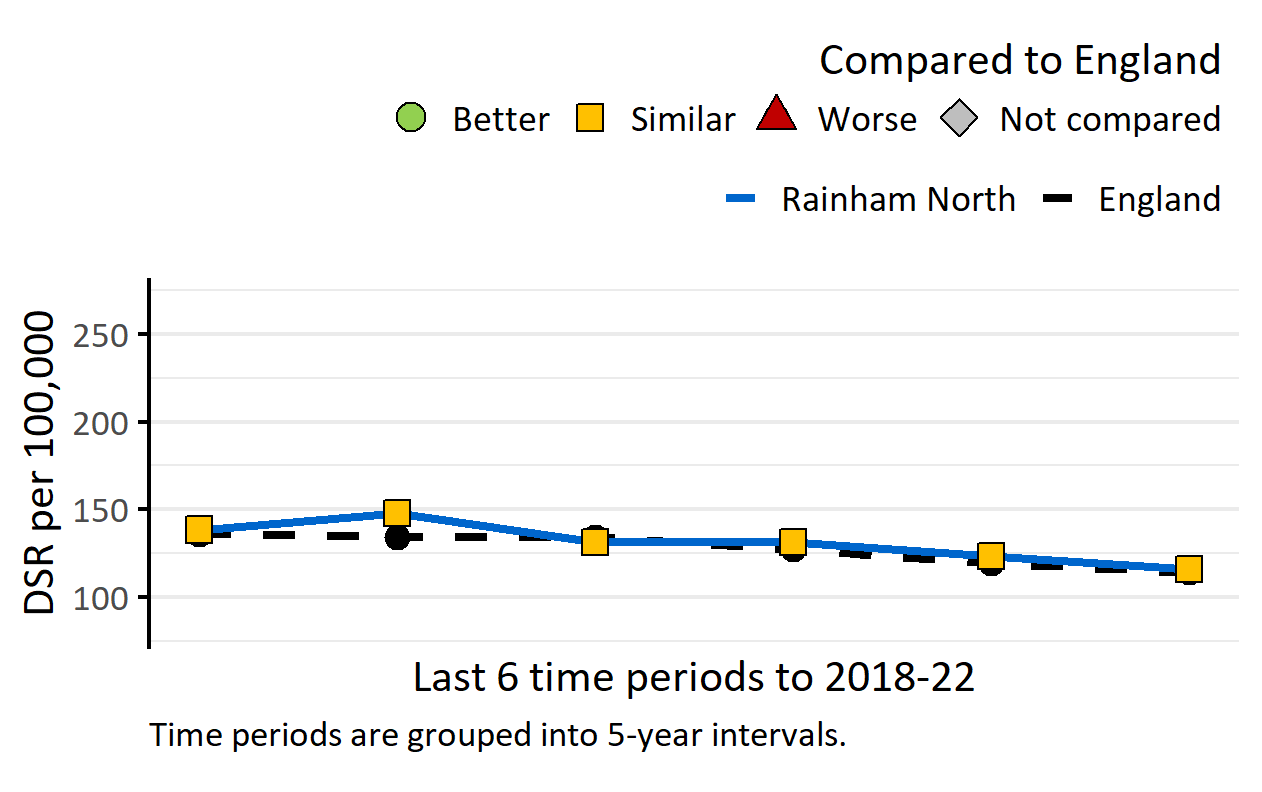 Compared to England
Better Similar Worse Not compared
Rainham North England
DSR per 100,000
250
200
150
100
Last 6 time periods to 2018-22
Time periods are grouped into 5-year intervals.